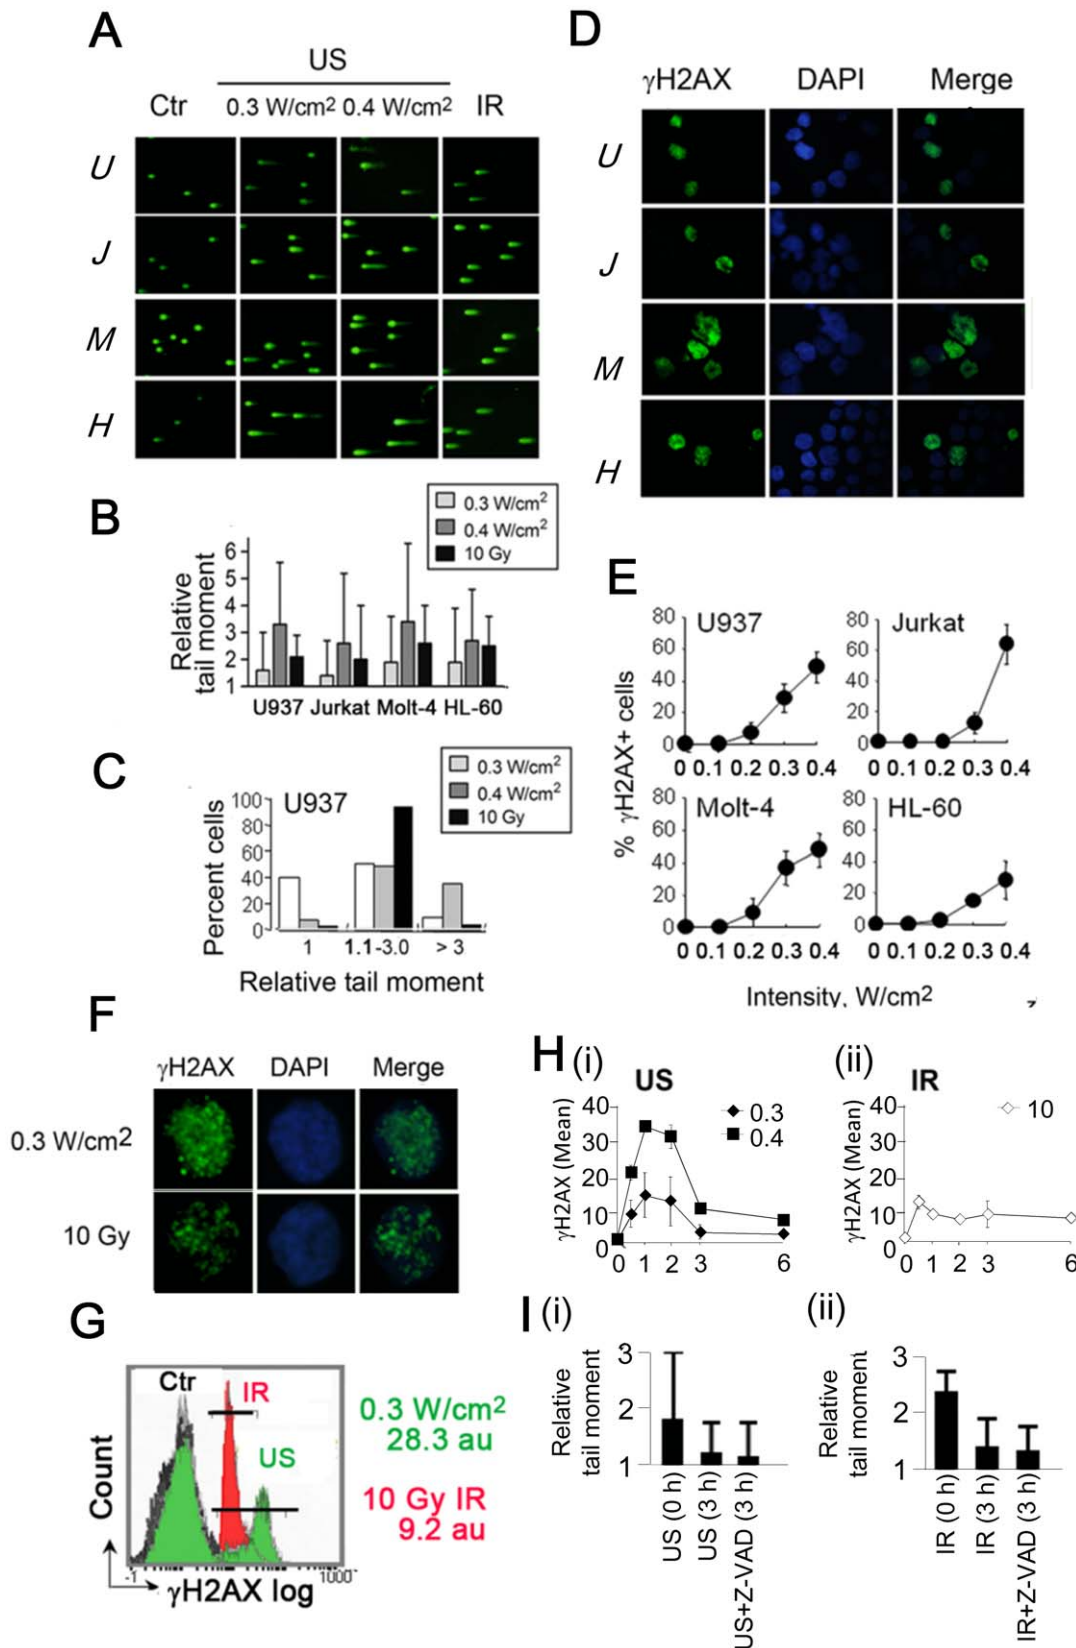 A
US
Ctr 0.3 W/cm2 0.4 W/cm2 IR
U
J
M
H
B
0.3 W/cm2
0.4 W/cm2
10 Gy
Relative
tail moment
6
5
4
3
2
1
U937 Jurkat Molt-4 HL-60
C
0.3 W/cm2
0.4 W/cm2
10 Gy
U937
Percent cells
100
80
60
40
20
0
1 1.1-3.0 > 3
Relative tail moment
D
γH2AX DAPI Merge
U
J
M
H
E
% γH2AX+ cells
U937
80
60
40
20
0
0 0.1 0.2 0.3 0.4
Jurkat
80
60
40
20
0
0 0.1 0.2 0.3 0.4
Molt-4
80
60
40
20
0
0 0.1 0.2 0.3 0.4
HL-60
80
60
40
20
0
0 0.1 0.2 0.3 0.4
Intensity, W/cm2
F
γH2AX DAPI Merge
0.3 W/cm2
10 Gy
G
Ctr
IR
US
Count
-1 1000
γH2AX log
0.3 W/cm2
28.3 au
10 Gy IR
9.2 au
H (i)
US
0.3
0.4
γH2AX (Mean)
40
30
20
10
0
0 1 2 3 6
(ii)
IR
10
γH2AX (Mean)
40
30
20
10
0
0 1 2 3 6
I (i)
Relative
tail moment
3
2
1
US (0 h)
US (3 h)
US+Z-VAD (3 h)
(ii)
Relative
tail moment
3
2
1
IR (0 h)
IR (3 h)
IR+Z-VAD (3 h)